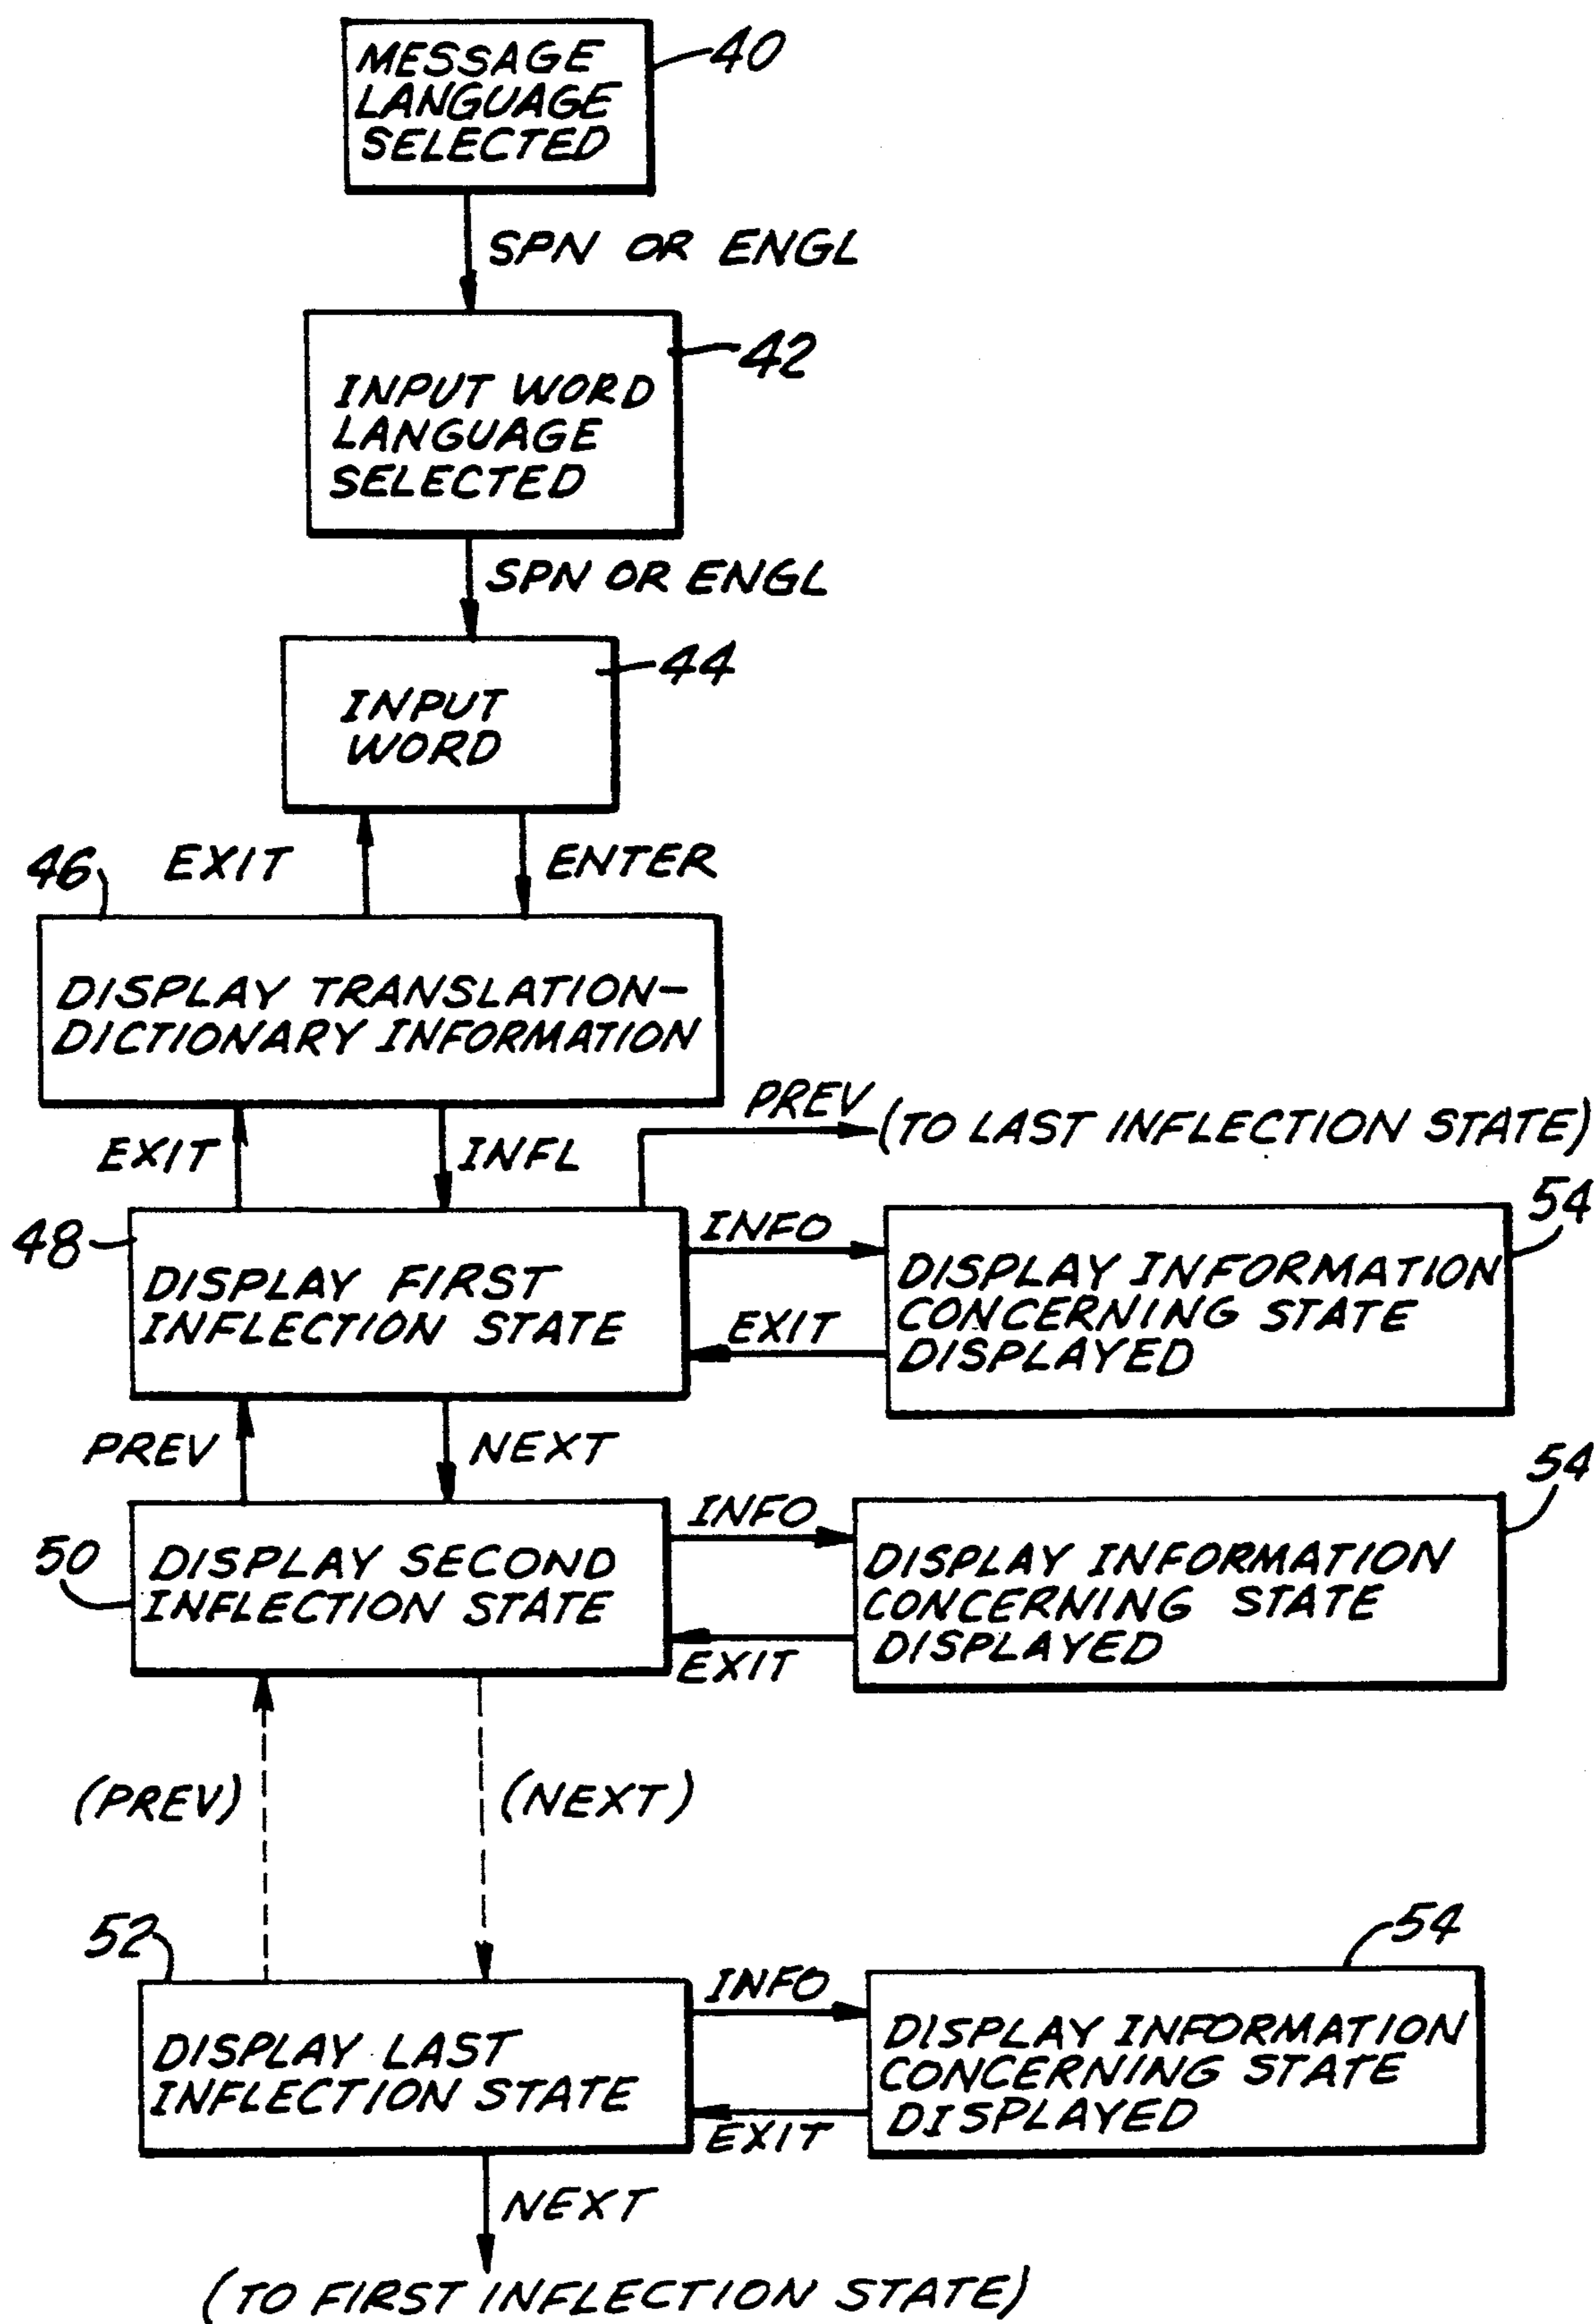 MESSAGE
LANGUAGE
SELECTED
40
SPN OR ENGL
42
INPUT WORD
LANGUAGE
SELECTED
SPN OR ENGL
44
INPUT
WORD
46
EXIT
ENTER
DISPLAY TRANSLATION-
DICTIONARY INFORMATION
PREV
(TO LAST INFLECTION STATE)
EXIT
INFL
48
DISPLAY FIRST
INFLECTION STATE
INFO
EXIT
54
DISPLAY INFORMATION
CONCERNING STATE
DISPLAYED
PREV
NEXT
50
DISPLAY SECOND
INFLECTION STATE
INFO
EXIT
54
DISPLAY INFORMATION
CONCERNING STATE
DISPLAYED
(PREV)
(NEXT)
52
DISPLAY LAST
INFLECTION STATE
INFO
EXIT
54
DISPLAY INFORMATION
CONCERNING STATE
DISPLAYED
NEXT
(TO FIRST INFLECTION STATE)